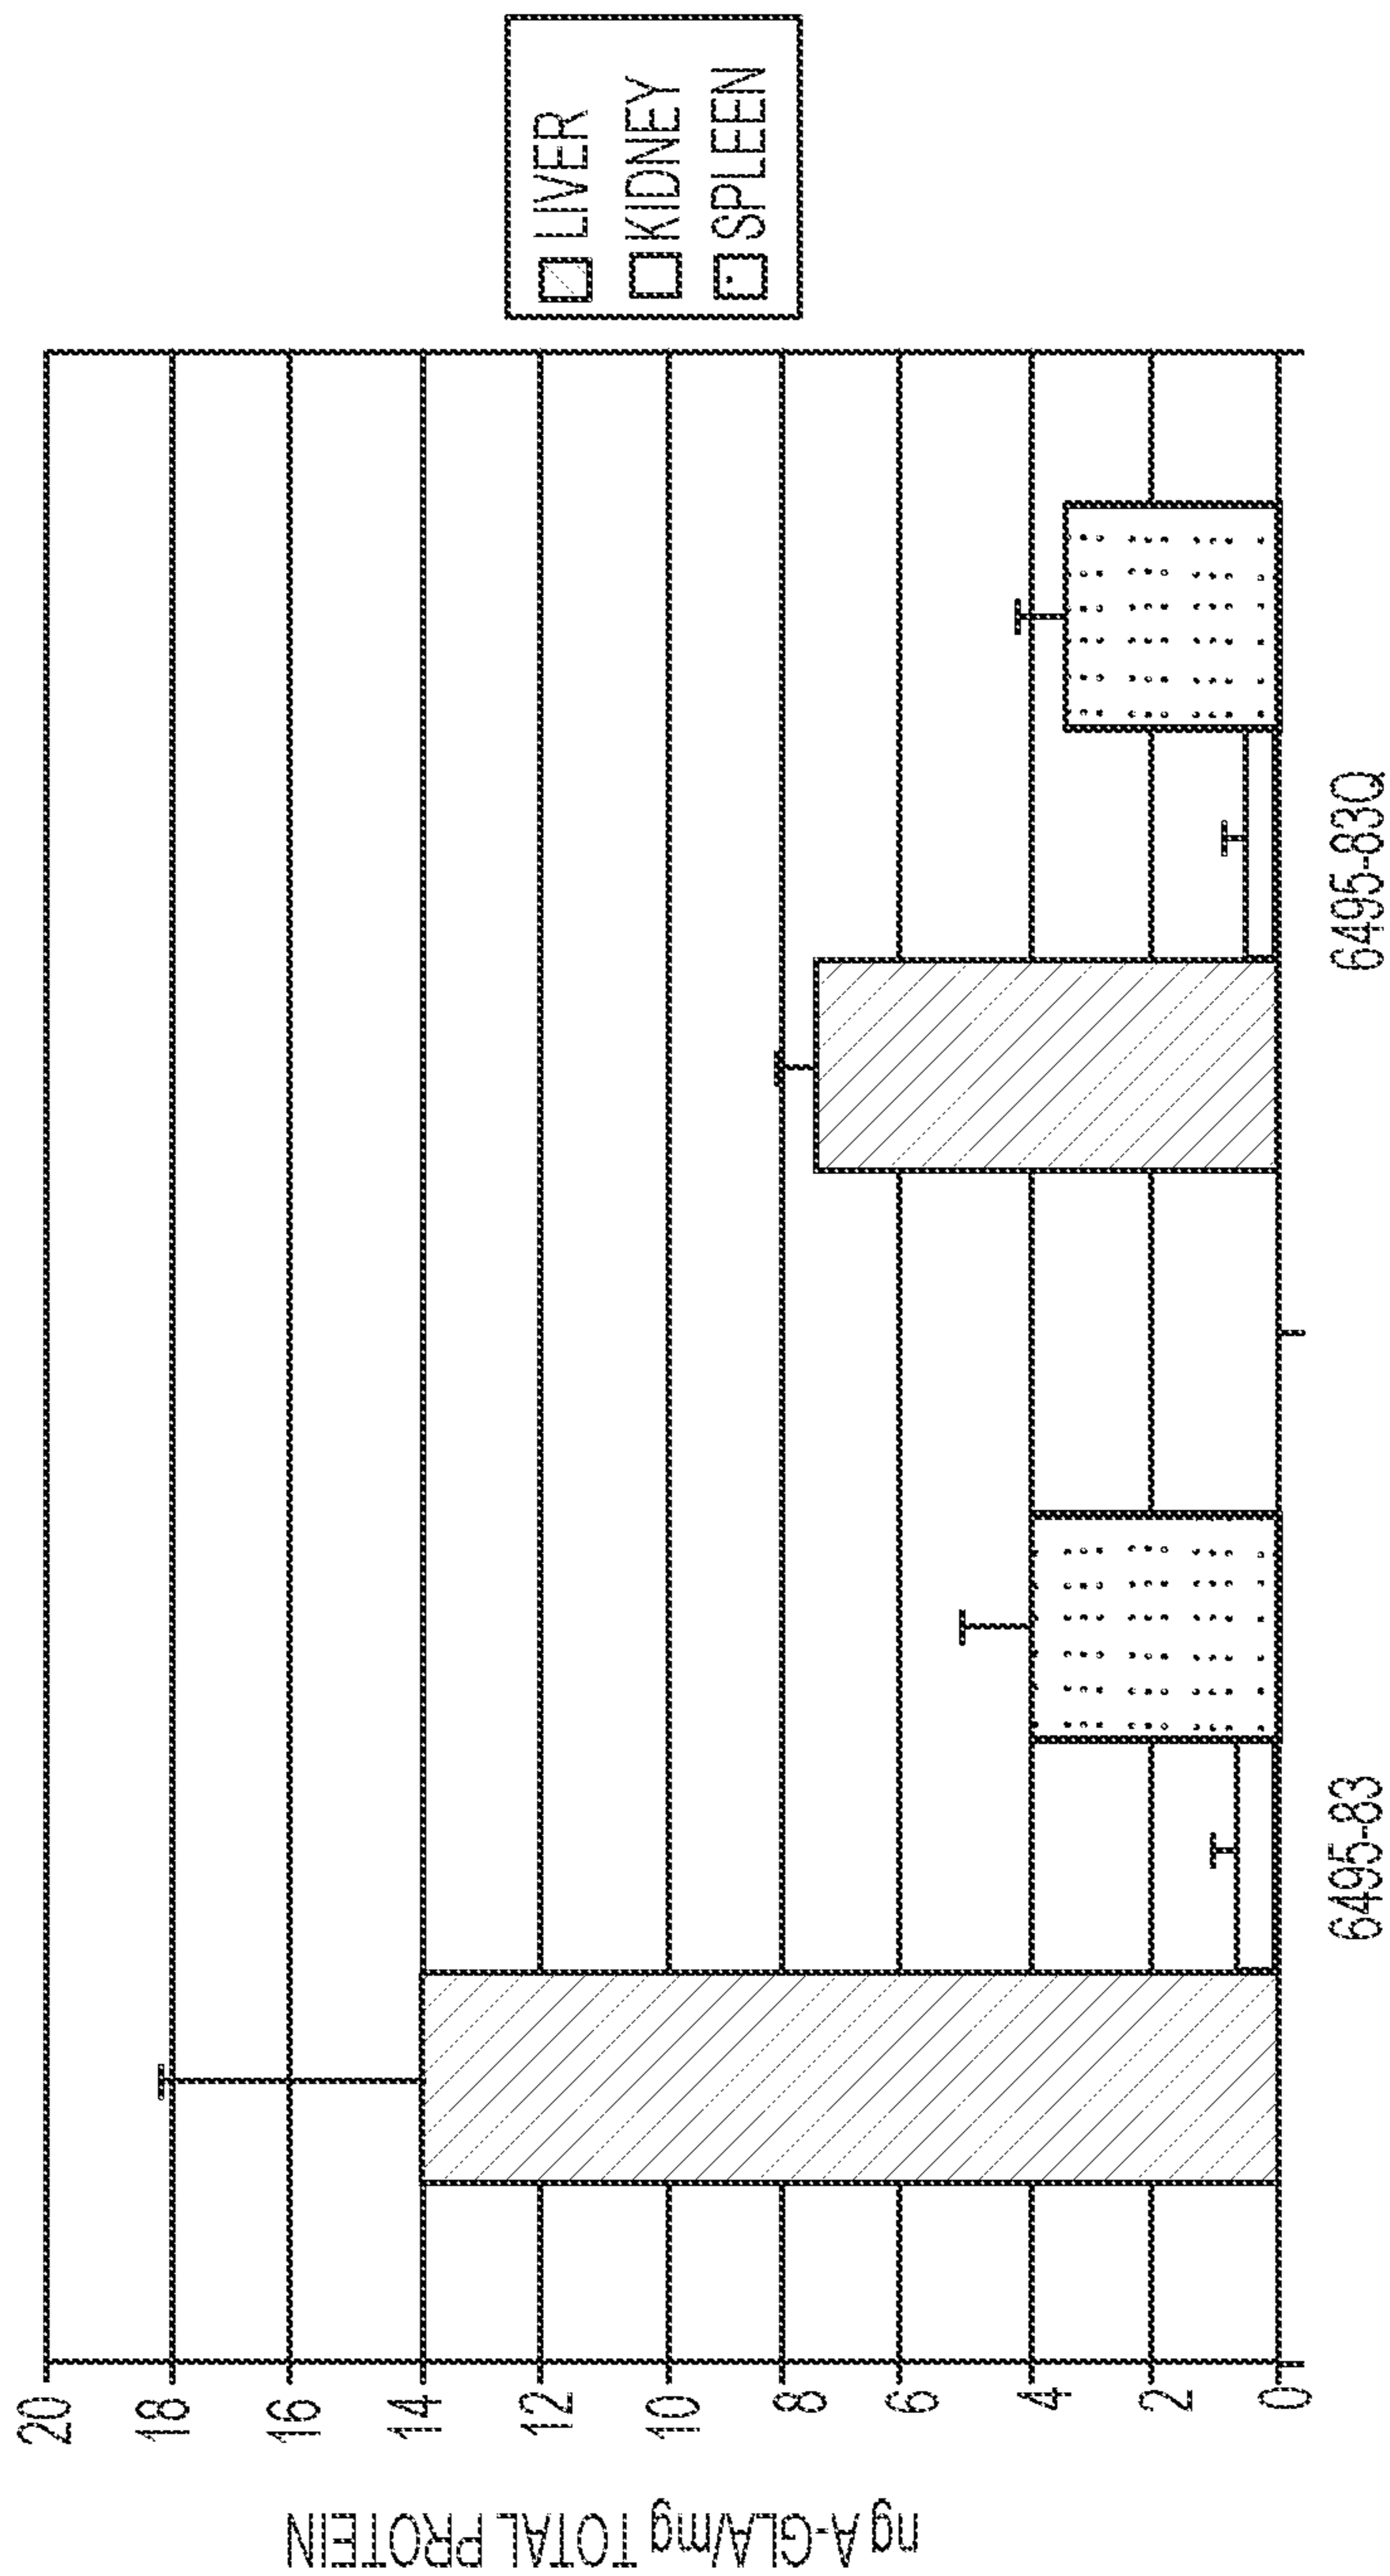 ng A-GLA/mg TOTAL PROTEIN
20
18
16
14
12
10
8
6
4
2
0
6495-83
6495-83Q
LIVER
KIDNEY
SPLEEN